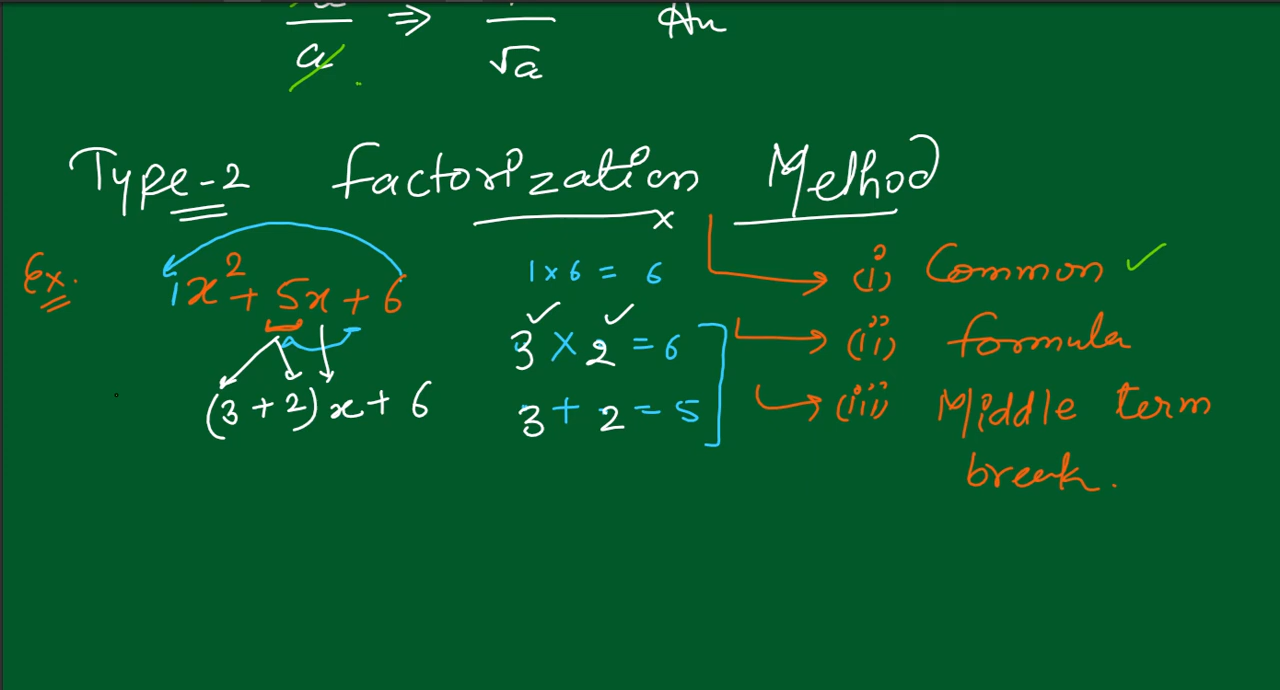 a ⇒ √a
Type-2 Factorization Method
Ex. 1x² + 5x + 6
(3 + 2)x + 6
1 x 6 = 6
3 × 2 = 6
3 + 2 = 5
(i) Common ✓
(ii) formula
(iii) Middle term
break.